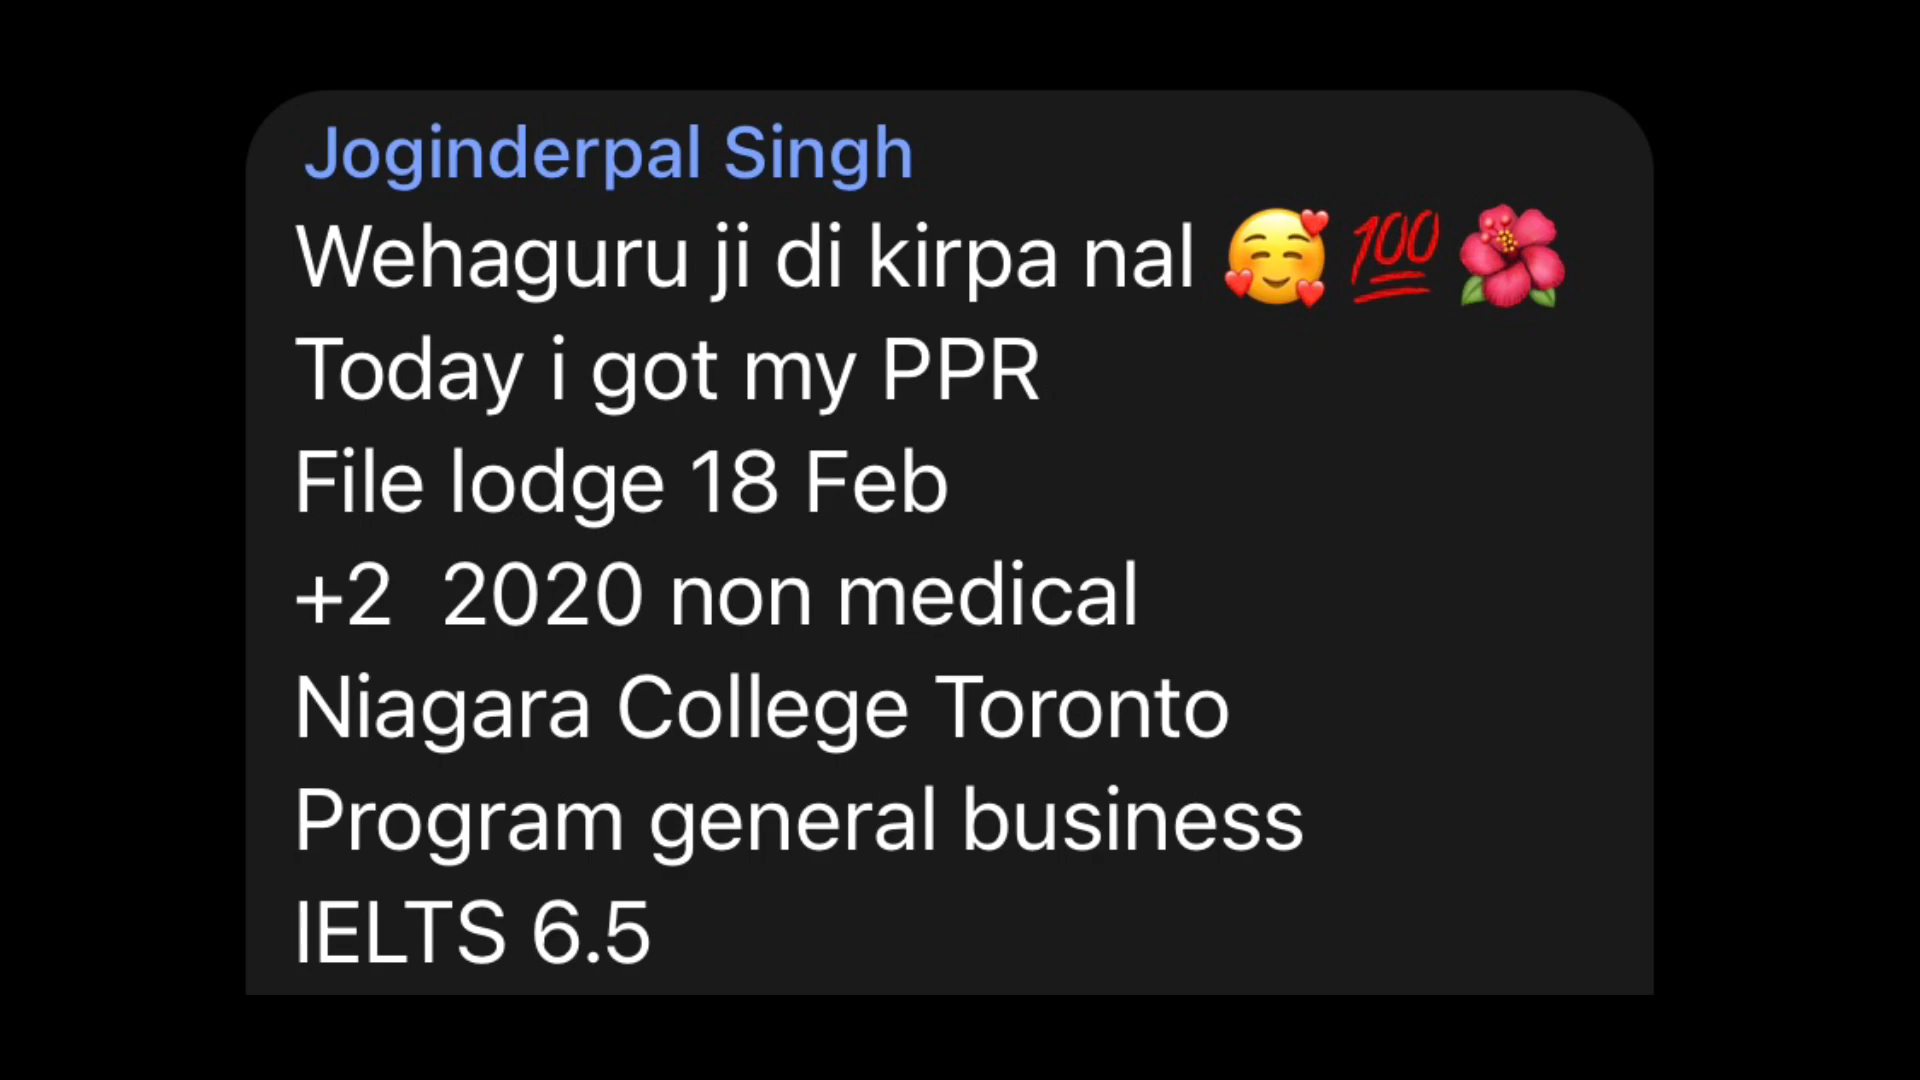 Joginderpal Singh
Wehaguru ji di kirpa nal 🥰💯🌺
Today i got my PPR
File lodge 18 Feb
+2  2020 non medical
Niagara College Toronto
Program general business
IELTS 6.5